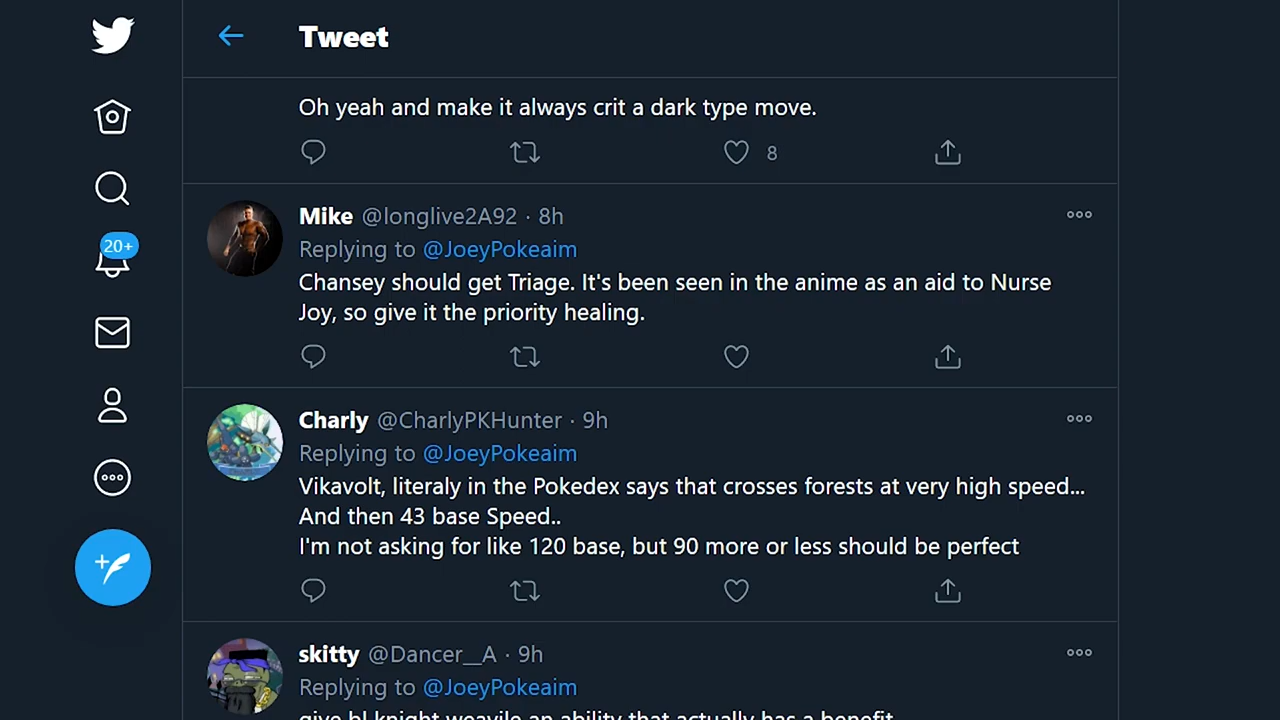 Tweet
Oh yeah and make it always crit a dark type move.
8
Mike @longlive2A92 · 8h
Replying to @JoeyPokeaim
Chansey should get Triage. It's been seen in the anime as an aid to Nurse
Joy, so give it the priority healing.
20+
Charly @CharlyPKHunter · 9h
Replying to @JoeyPokeaim
Vikavolt, literaly in the Pokedex says that crosses forests at very high speed...
And then 43 base Speed..
I'm not asking for like 120 base, but 90 more or less should be perfect
skitty @Dancer__A · 9h
Replying to @JoeyPokeaim
give bl knight weavile an ability that actually has a benefit